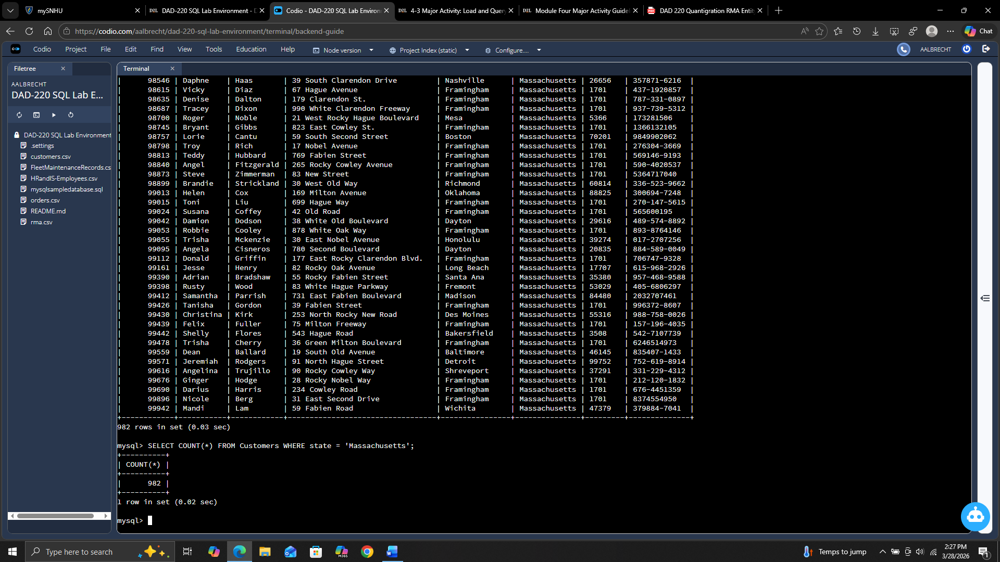 mySNHU
D2L DAD-220 SQL Lab Environment - D
Codio - DAD-220 SQL Lab Environ
D2L 4-3 Major Activity: Load and Query
D2L Module Four Major Activity Guidel
PDF DAD 220 Quantigration RMA Entit
https://codio.com/aalbrecht/dad-220-sql-lab-environment/terminal/backend-guide
Chat
Codio Project File Edit Find View Tools Education Help Node version Project Index (static) Configure.... AALBRECHT
Filetree
Terminal
AALBRECHT
DAD-220 SQL Lab E...
DAD-220 SQL Lab Environment
.settings
customers.csv
FleetMaintenanceRecords.cs
HRandIS-Employees.csv
mysqlsampledatabase.sql
orders.csv
README.md
rma.csv
| 98546 | Daphne | Haas | 39 South Clarendon Drive | Nashville | Massachusetts | 26656 | 357871-6216 |
| 98615 | Vicky | Diaz | 67 Hague Avenue | Framingham | Massachusetts | 1701 | 437-1920857 |
| 98635 | Denise | Dalton | 179 Clarendon St. | Framingham | Massachusetts | 1701 | 787-331-0897 |
| 98687 | Tracey | Dixon | 990 White Clarendon Freeway | Framingham | Massachusetts | 1701 | 937-739-5312 |
| 98700 | Roger | Noble | 21 West Rocky Hague Boulevard | Mesa | Massachusetts | 5366 | 173281506 |
| 98745 | Bryant | Gibbs | 823 East Cowley St. | Framingham | Massachusetts | 1701 | 1366132105 |
| 98757 | Lorie | Cantu | 59 South Second Street | Boston | Massachusetts | 70201 | 9849902062 |
| 98798 | Troy | Rich | 17 Nobel Avenue | Framingham | Massachusetts | 1701 | 276304-3669 |
| 98813 | Teddy | Hubbard | 769 Fabien Street | Framingham | Massachusetts | 1701 | 569146-9193 |
| 98840 | Angel | Fitzgerald | 265 Rocky Cowley Avenue | Framingham | Massachusetts | 1701 | 590-4020537 |
| 98873 | Steve | Zimmerman | 83 New Street | Framingham | Massachusetts | 1701 | 5364717040 |
| 98899 | Brandie | Strickland | 30 West Old Way | Richmond | Massachusetts | 60814 | 336-523-9662 |
| 99013 | Helen | Cox | 169 Milton Avenue | Oklahoma | Massachusetts | 88825 | 300694-7248 |
| 99015 | Toni | Liu | 699 Hague Way | Framingham | Massachusetts | 1701 | 270-147-5615 |
| 99024 | Susana | Coffey | 42 Old Road | Framingham | Massachusetts | 1701 | 565600195 |
| 99042 | Damion | Dodson | 38 White Old Boulevard | Dayton | Massachusetts | 29616 | 489-574-8892 |
| 99053 | Robbie | Cooley | 878 White Oak Way | Framingham | Massachusetts | 1701 | 893-8764146 |
| 99055 | Trisha | Mckenzie | 30 East Nobel Avenue | Honolulu | Massachusetts | 39274 | 017-2707256 |
| 99095 | Angela | Cisneros | 780 Second Boulevard | Dayton | Massachusetts | 20835 | 884-589-0049 |
| 99112 | Donald | Griffin | 177 East Rocky Clarendon Blvd. | Framingham | Massachusetts | 1701 | 706747-9328 |
| 99161 | Jesse | Henry | 82 Rocky Oak Avenue | Long Beach | Massachusetts | 17707 | 615-968-2926 |
| 99390 | Adrian | Bradshaw | 55 Rocky Fabien Street | Santa Ana | Massachusetts | 35380 | 957-468-9588 |
| 99398 | Rusty | Wood | 83 White Hague Parkway | Fremont | Massachusetts | 53029 | 405-6806297 |
| 99412 | Samantha | Parrish | 731 East Fabien Boulevard | Madison | Massachusetts | 84480 | 2032707461 |
| 99426 | Tanisha | Gordon | 39 Fabien Street | Framingham | Massachusetts | 1701 | 996372-8607 |
| 99430 | Christina | Kirk | 253 North Rocky New Road | Des Moines | Massachusetts | 55316 | 988-758-0026 |
| 99439 | Felix | Fuller | 75 Milton Freeway | Framingham | Massachusetts | 1701 | 157-196-4035 |
| 99442 | Shelly | Flores | 543 Hague Road | Bakersfield | Massachusetts | 3508 | 542-7107739 |
| 99478 | Trisha | Cherry | 36 Green Milton Boulevard | Framingham | Massachusetts | 1701 | 6246514973 |
| 99559 | Dean | Ballard | 19 South Old Avenue | Baltimore | Massachusetts | 46145 | 835407-1433 |
| 99571 | Jeremiah | Rodgers | 91 North Hague Street | Detroit | Massachusetts | 99752 | 752-619-8914 |
| 99616 | Angelina | Trujillo | 90 Rocky Cowley Way | Shreveport | Massachusetts | 37291 | 331-229-4312 |
| 99676 | Ginger | Hodge | 28 Rocky Nobel Way | Framingham | Massachusetts | 1701 | 212-120-1832 |
| 99690 | Darius | Harris | 234 Cowley Road | Framingham | Massachusetts | 1701 | 676-4451359 |
| 99896 | Nicole | Berg | 31 East Second Drive | Framingham | Massachusetts | 1701 | 8374554950 |
| 99942 | Mandi | Lam | 59 Fabien Road | Wichita | Massachusetts | 47379 | 379884-7041 |
982 rows in set (0.03 sec)
mysql> SELECT COUNT(*) FROM Customers WHERE state = 'Massachusetts';
+----------+
| COUNT(*) |
+----------+
| 982 |
+----------+
1 row in set (0.02 sec)
mysql>
Type here to search
M365
Temps to jump
2:27 PM
3/28/2026
1